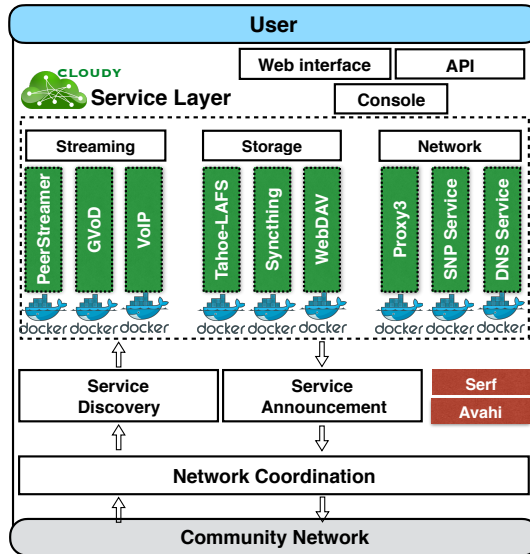 User
Web interface
API
CLOUDY
Service Layer
Console
Streaming
Storage
Network
PeerStreamer
GVoD
VoIP
Tahoe-LAFS
Syncthing
WebDAV
Proxy3
SNP Service
DNS Service
docker
docker
docker
docker
docker
docker
docker
docker
docker
Service
Discovery
Service
Announcement
Serf
Avahi
Network Coordination
Community Network